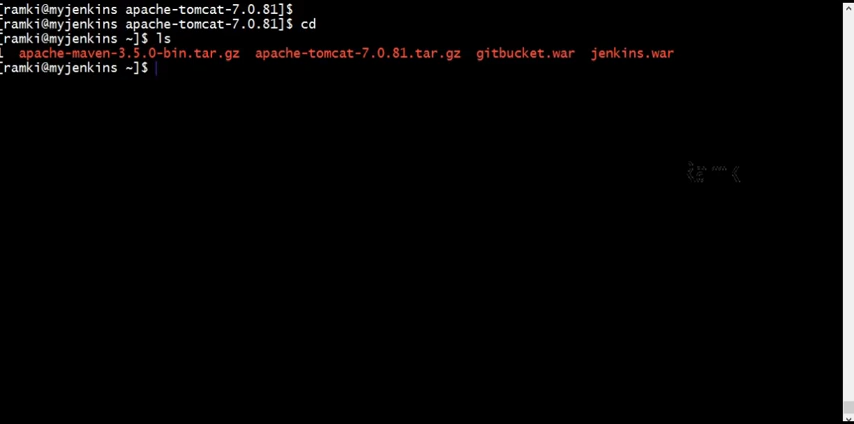 [ramki@myjenkins apache-tomcat-7.0.81]$
[ramki@myjenkins apache-tomcat-7.0.81]$ cd
[ramki@myjenkins ~]$ ls
1  apache-maven-3.5.0-bin.tar.gz  apache-tomcat-7.0.81.tar.gz  gitbucket.war  jenkins.war
[ramki@myjenkins ~]$